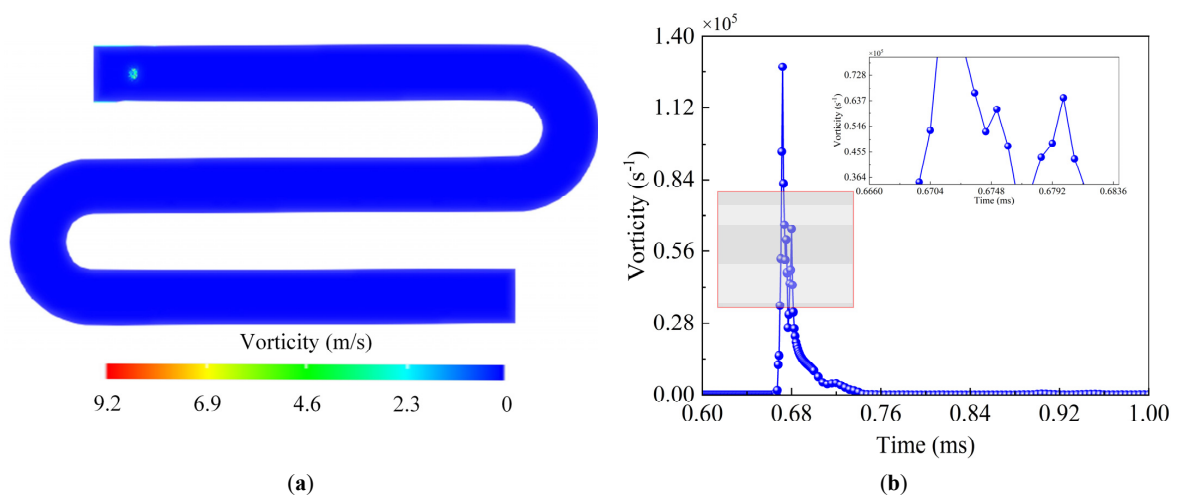 Vorticity (m/s)
9.2 6.9 4.6 2.3 0
(a)
×10⁵
1.40
1.12
0.84
0.56
0.28
0.00
Vorticity (s⁻¹)
0.60 0.68 0.76 0.84 0.92 1.00
Time (ms)
×10⁵
0.728
0.637
0.546
0.455
0.364
Vorticity (s⁻¹)
0.6660 0.6704 0.6748 0.6792 0.6836
Time (ms)
(b)